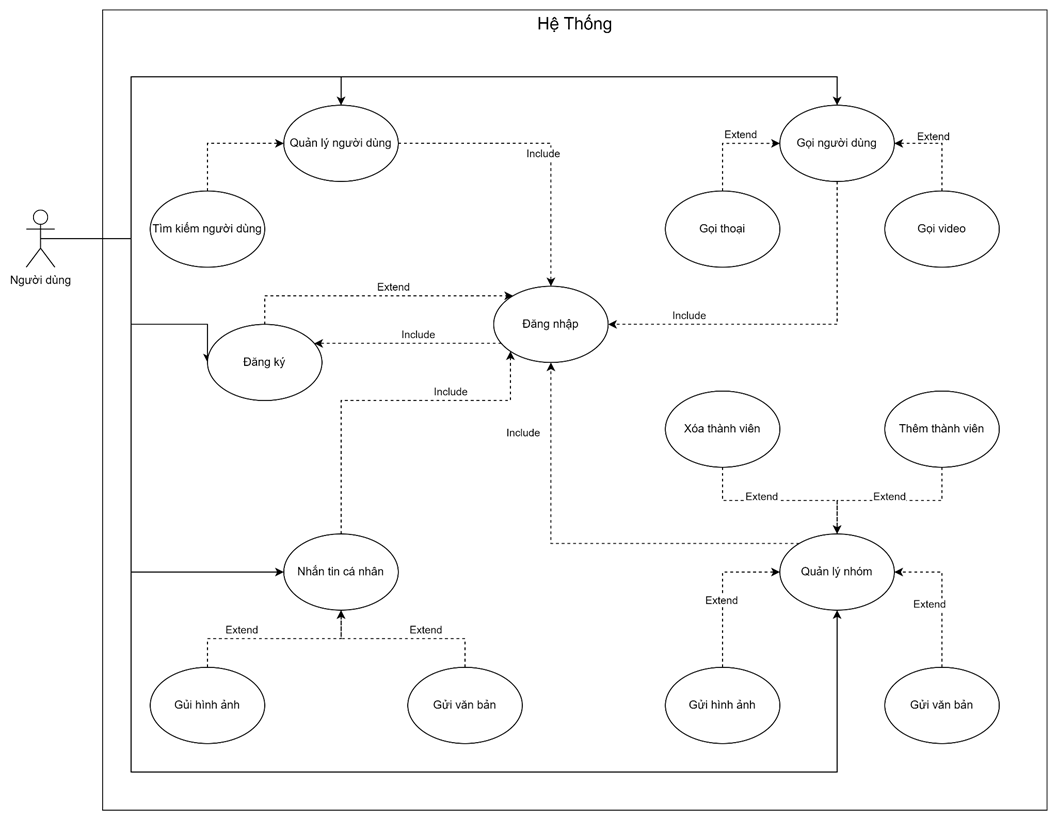 Hệ Thống
Quản lý người dùng
Gọi người dùng
Extend
Extend
Include
Tìm kiếm người dùng
Gọi thoại
Gọi video
Người dùng
Extend
Đăng nhập
Include
Include
Đăng ký
Include
Include
Xóa thành viên
Thêm thành viên
Extend
Extend
Nhắn tin cá nhân
Quản lý nhóm
Extend
Extend
Extend
Extend
Gủi hình ảnh
Gửi văn bản
Gửi hình ảnh
Gửi văn bản